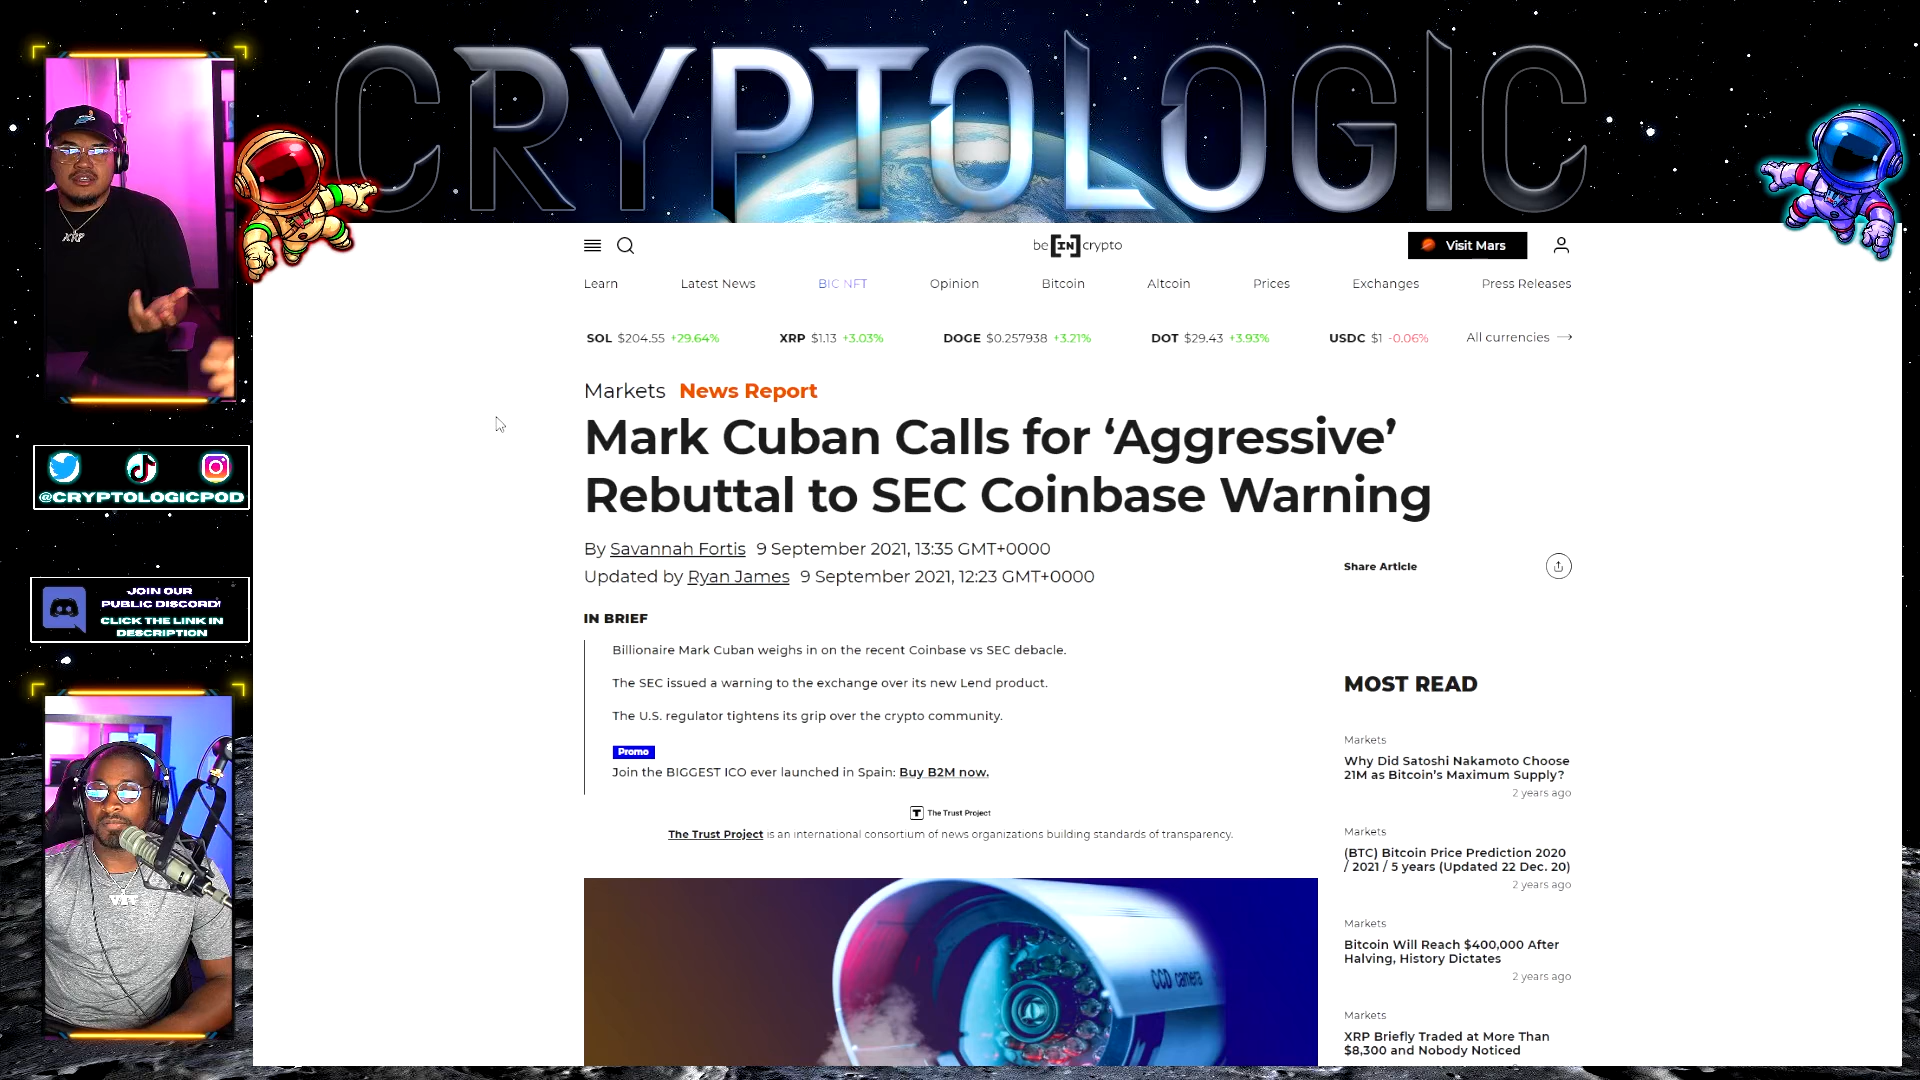 CRYPTOLOGIC
XRP
be [IN] crypto
Visit Mars
Learn Latest News BIC NFT Opinion Bitcoin Altcoin Prices Exchanges Press Releases
SOL $204.55 +29.64% XRP $1.13 +3.03% DOGE $0.257938 +3.21% DOT $29.43 +3.93% USDC $1 -0.06% All currencies →
Markets News Report
Mark Cuban Calls for ‘Aggressive’
Rebuttal to SEC Coinbase Warning
By Savannah Fortis 9 September 2021, 13:35 GMT+0000
Updated by Ryan James 9 September 2021, 12:23 GMT+0000
Share Article
IN BRIEF
Billionaire Mark Cuban weighs in on the recent Coinbase vs SEC debacle.
The SEC issued a warning to the exchange over its new Lend product.
The U.S. regulator tightens its grip over the crypto community.
Promo
Join the BIGGEST ICO ever launched in Spain: Buy B2M now.
The Trust Project
The Trust Project is an international consortium of news organizations building standards of transparency.
CCD camera
MOST READ
Markets
Why Did Satoshi Nakamoto Choose
21M as Bitcoin’s Maximum Supply?
2 years ago
Markets
(BTC) Bitcoin Price Prediction 2020
/ 2021 / 5 years (Updated 22 Dec. 20)
2 years ago
Markets
Bitcoin Will Reach $400,000 After
Halving, History Dictates
2 years ago
Markets
XRP Briefly Traded at More Than
$8,300 and Nobody Noticed
@CRYPTOLOGICPOD
JOIN OUR
PUBLIC DISCORD!
CLICK THE LINK IN
DESCRIPTION